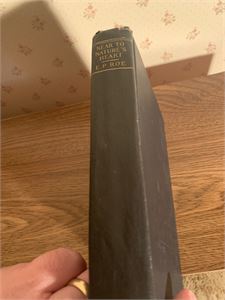 NEAR TO
NATURE'S
HEART
E. P. ROE